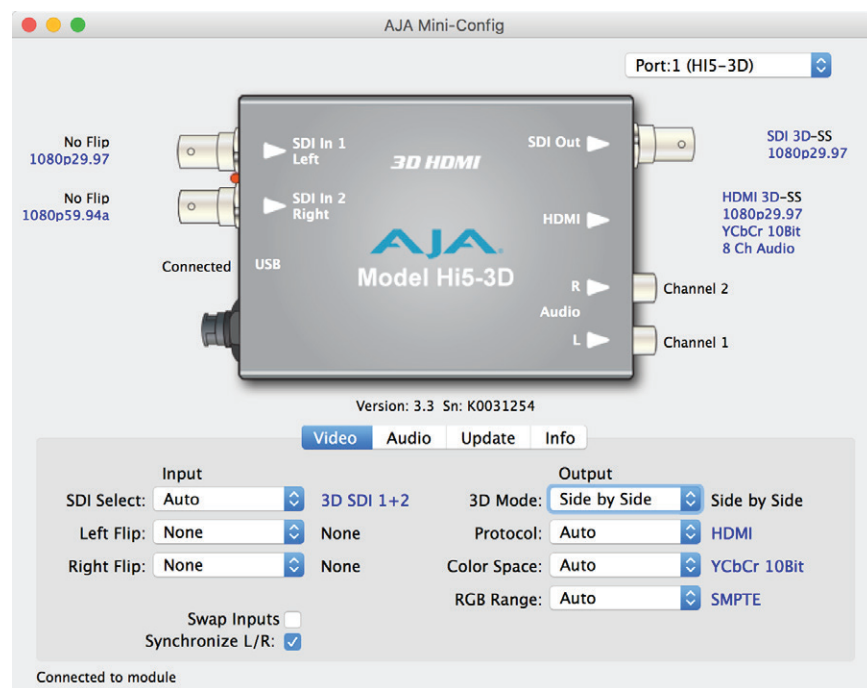 AJA Mini-Config
Port:1 (HI5-3D)
No Flip
1080p29.97
No Flip
1080p59.94a
Connected
SDI In 1
Left
SDI In 2
Right
USB
3D HDMI
AJA
Model Hi5-3D
SDI Out
HDMI
R
Audio
L
SDI 3D-SS
1080p29.97
HDMI 3D-SS
1080p29.97
YCbCr 10Bit
8 Ch Audio
Channel 2
Channel 1
Version: 3.3 Sn: K0031254
Video Audio Update Info
Input
SDI Select: Auto 3D SDI 1+2
Left Flip: None None
Right Flip: None None
Swap Inputs
Synchronize L/R:
Output
3D Mode: Side by Side Side by Side
Protocol: Auto HDMI
Color Space: Auto YCbCr 10Bit
RGB Range: Auto SMPTE
Connected to module